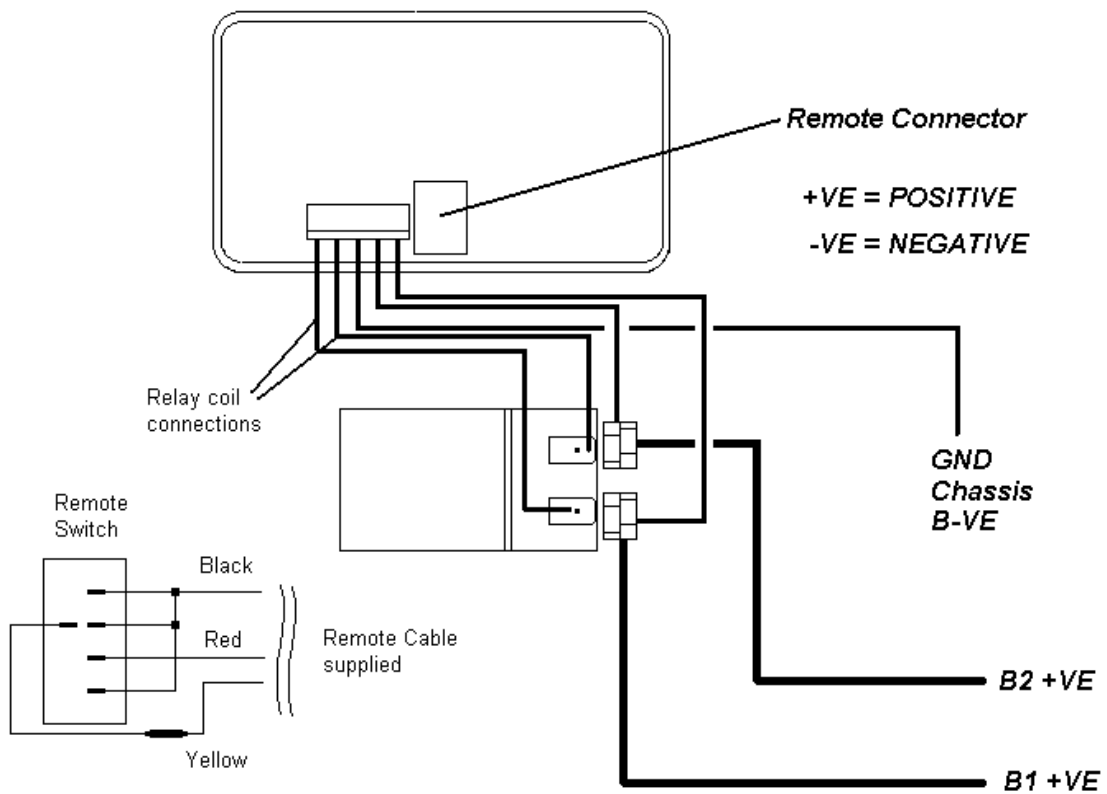 Remote Connector
+VE = POSITIVE
-VE = NEGATIVE
Relay coil
connections
GND
Chassis
B-VE
Remote
Switch
Black
Red
Remote Cable
supplied
Yellow
B2 +VE
B1 +VE